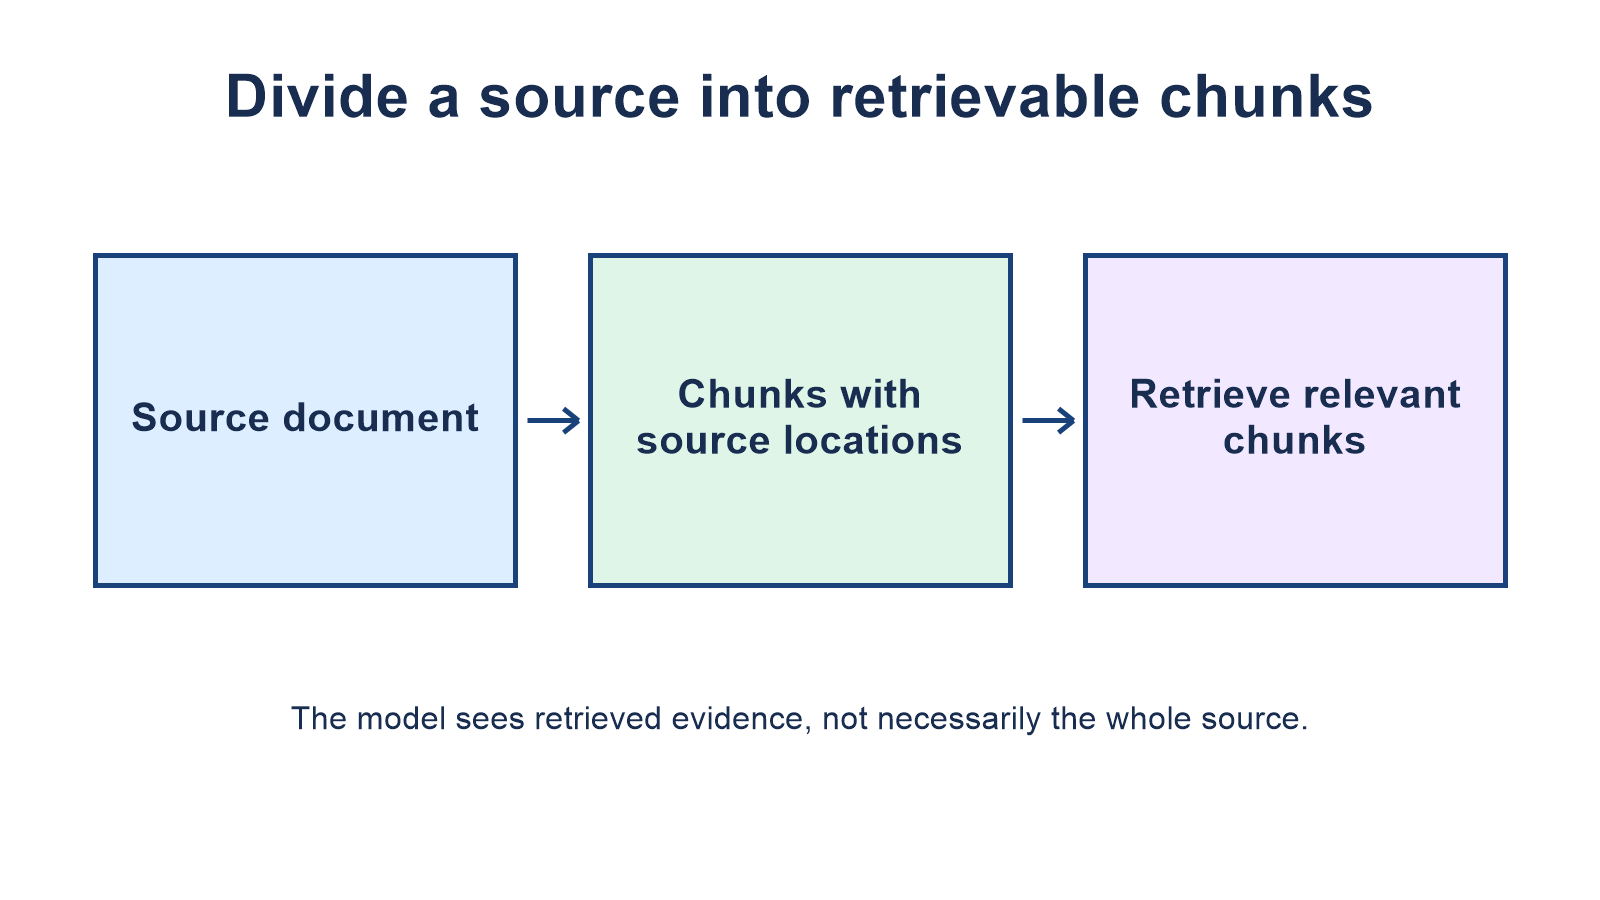 Divide a source into retrievable chunks
Source document
Chunks with
source locations
Retrieve relevant
chunks
The model sees retrieved evidence, not necessarily the whole source.